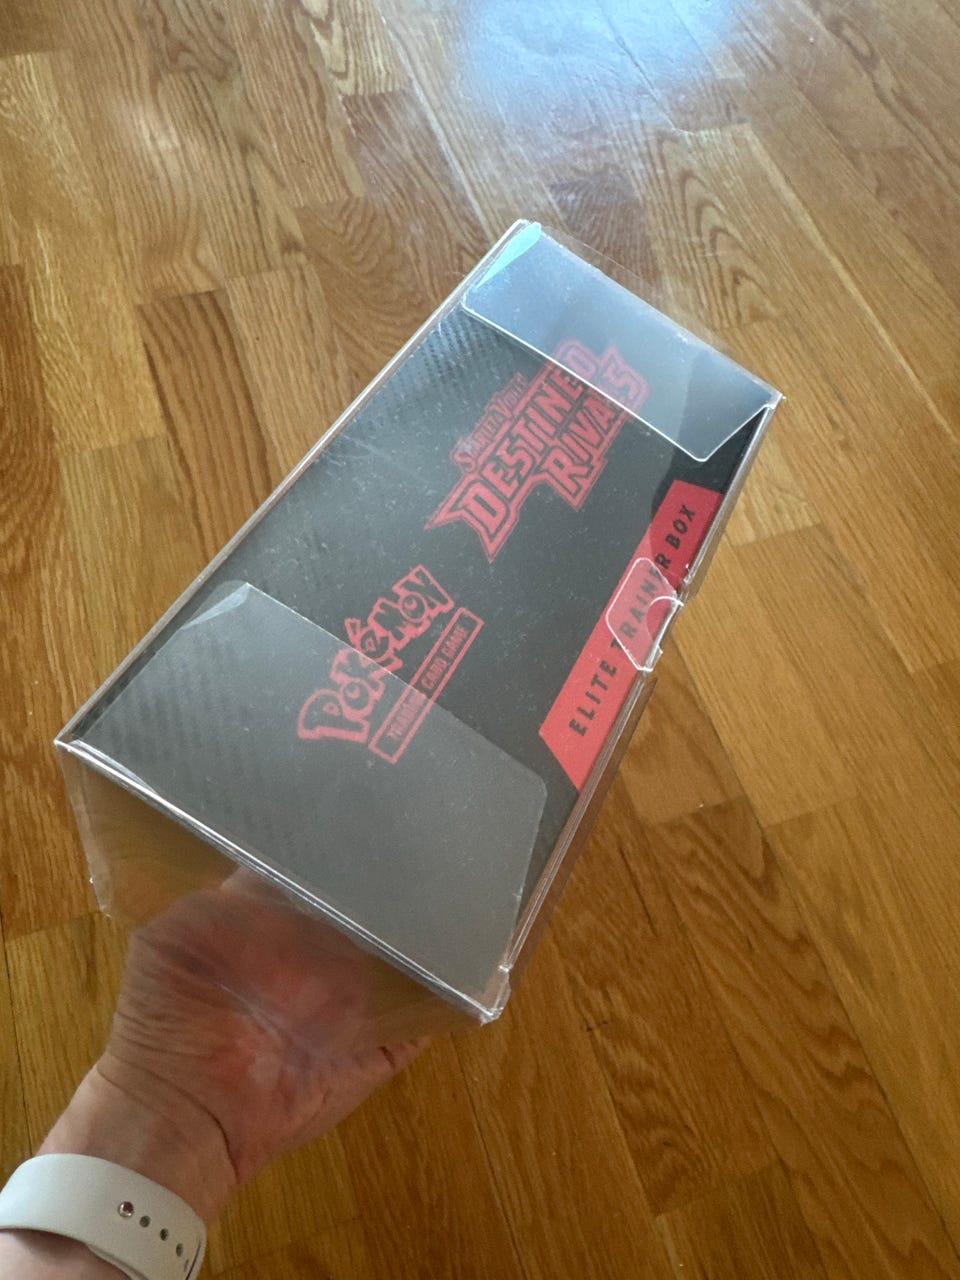 SCARLET & VIOLET
DESTINED
RIVALS
POKéMON
TRADING CARD GAME
ELITE TRAINER BOX